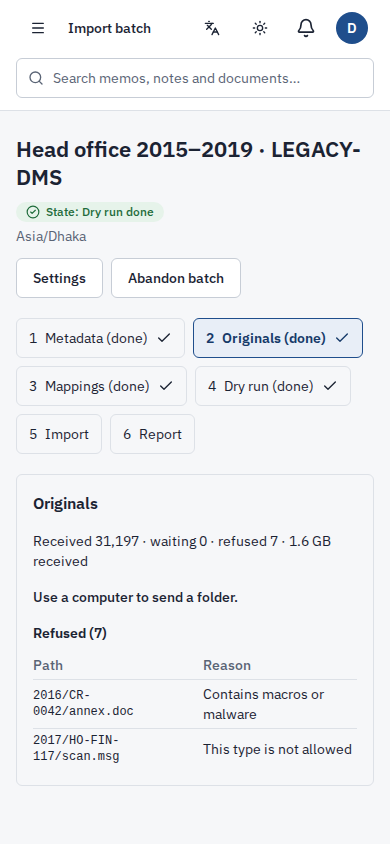 Import batch
D
Search memos, notes and documents...
Head office 2015–2019 · LEGACY-
DMS
State: Dry run done
Asia/Dhaka
Settings
Abandon batch
1 Metadata (done)
2 Originals (done)
3 Mappings (done)
4 Dry run (done)
5 Import
6 Report
Originals
Received 31,197 · waiting 0 · refused 7 · 1.6 GB
received
Use a computer to send a folder.
Refused (7)
Path Reason
2016/CR-
0042/annex.doc
Contains macros or
malware
2017/HO-FIN-
117/scan.msg
This type is not allowed